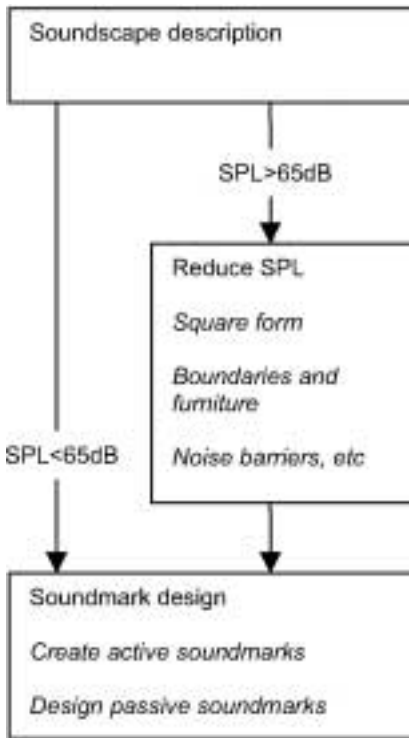 Soundscape description
SPL>65dB
Reduce SPL
Square form
Boundaries and
furniture
SPL<65dB
Noise barriers, etc
Soundmark design
Create active soundmarks
Design passive soundmarks